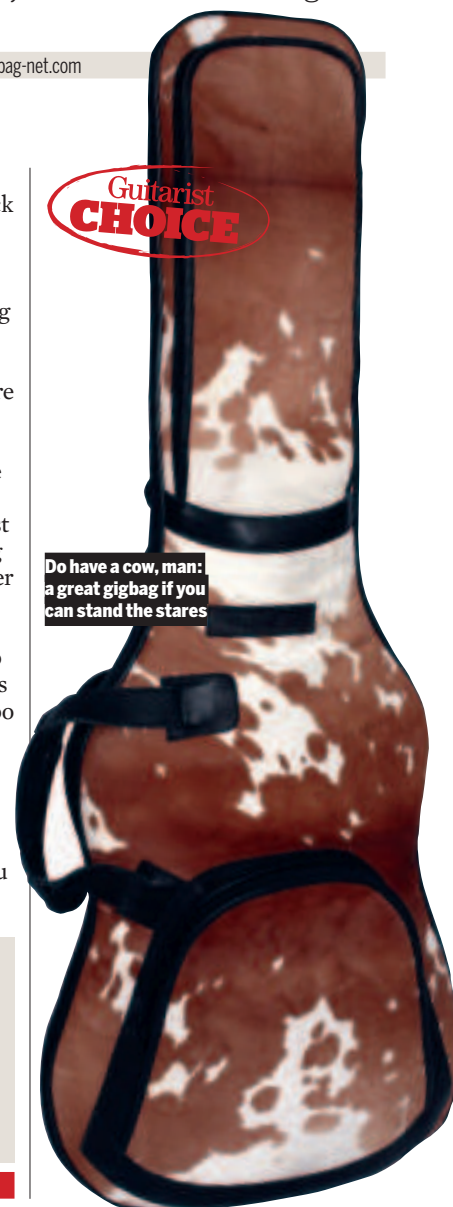 bag-net.com
Guitarist
CHOICE
Do have a cow, man:
a great gigbag if you
can stand the stares